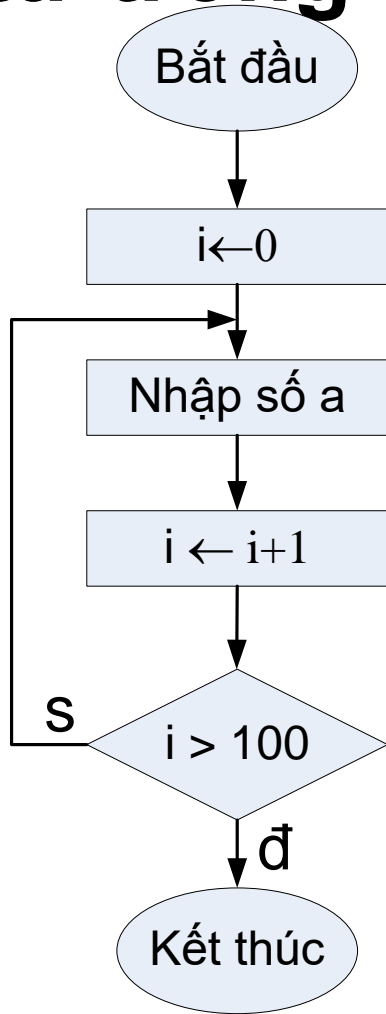 Bắt đầu
i←0
Nhập số a
i ← i+1
i > 100
s
đ
Kết thúc